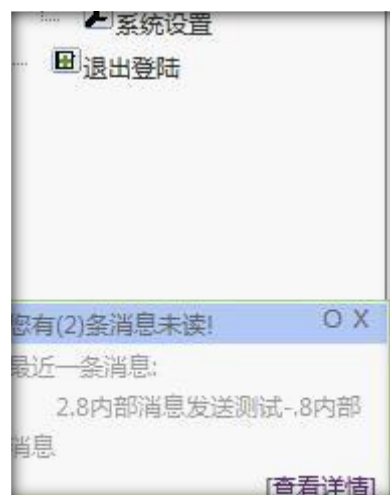 系统设置
退出登陆
您有(2)条消息未读! O X
最近一条消息:
2.8内部消息发送测试-.8内部
消息
[查看详情]